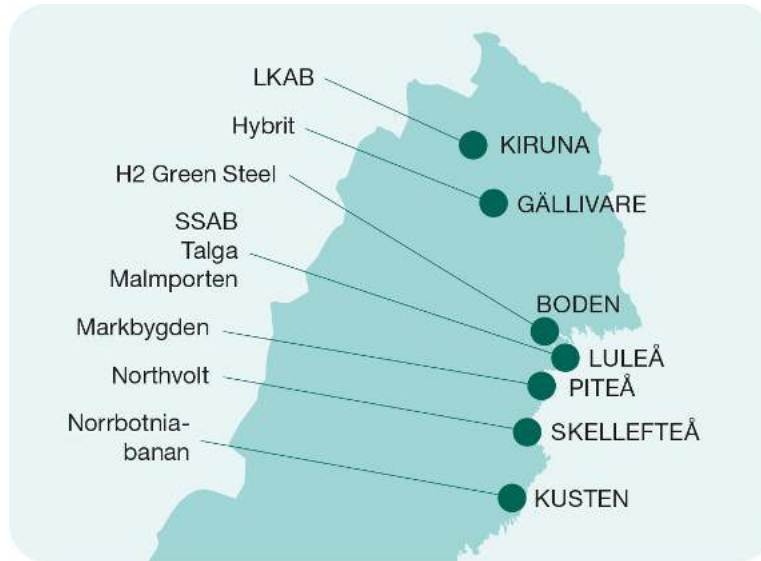 LKAB
Hybrit
KIRUNA
H2 Green Steel
GÄLLIVARE
SSAB
Talga
Malmporten
BODEN
Markbygden
LULEÅ
Northvolt
PITEÅ
Norrbotnia-
banan
SKELLEFTEÅ
KUSTEN